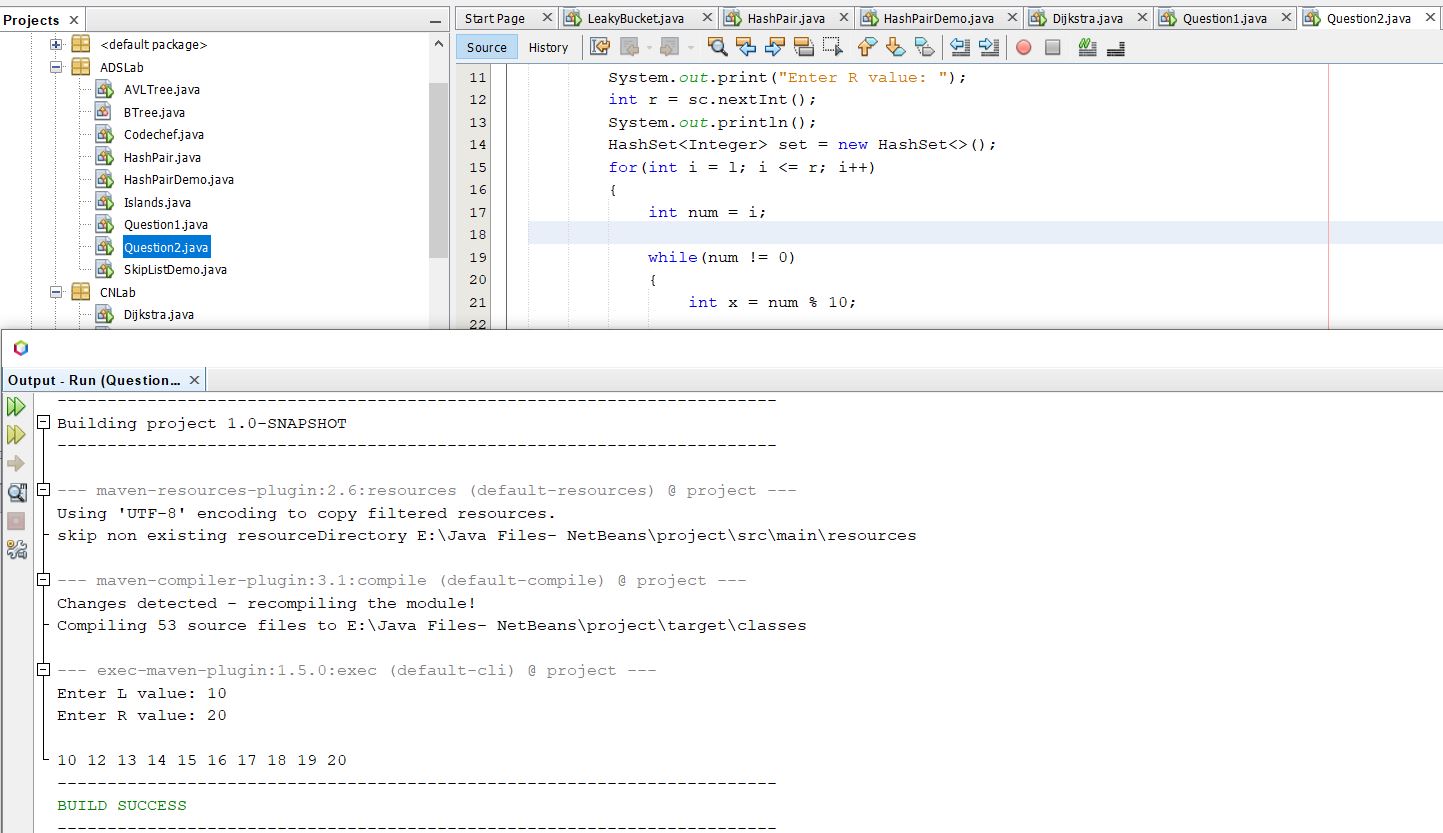 Projects
<default package>
ADSLab
AVLTree.java
BTree.java
Codechef.java
HashPair.java
HashPairDemo.java
Islands.java
Question1.java
Question2.java
SkipListDemo.java
CNLab
Dijkstra.java
Start Page LeakyBucket.java HashPair.java HashPairDemo.java Dijkstra.java Question1.java Question2.java
Source History
11 System.out.print("Enter R value: ");
12 int r = sc.nextInt();
13 System.out.println();
14 HashSet<Integer> set = new HashSet<>();
15 for(int i = l; i <= r; i++)
16 {
17 int num = i;
18
19 while(num != 0)
20 {
21 int x = num % 10;
22
Output - Run (Question...
------------------------------------------------------------------------
Building project 1.0-SNAPSHOT
------------------------------------------------------------------------
--- maven-resources-plugin:2.6:resources (default-resources) @ project ---
Using 'UTF-8' encoding to copy filtered resources.
skip non existing resourceDirectory E:\Java Files- NetBeans\project\src\main\resources
--- maven-compiler-plugin:3.1:compile (default-compile) @ project ---
Changes detected - recompiling the module!
Compiling 53 source files to E:\Java Files- NetBeans\project\target\classes
--- exec-maven-plugin:1.5.0:exec (default-cli) @ project ---
Enter L value: 10
Enter R value: 20
10 12 13 14 15 16 17 18 19 20
------------------------------------------------------------------------
BUILD SUCCESS
------------------------------------------------------------------------